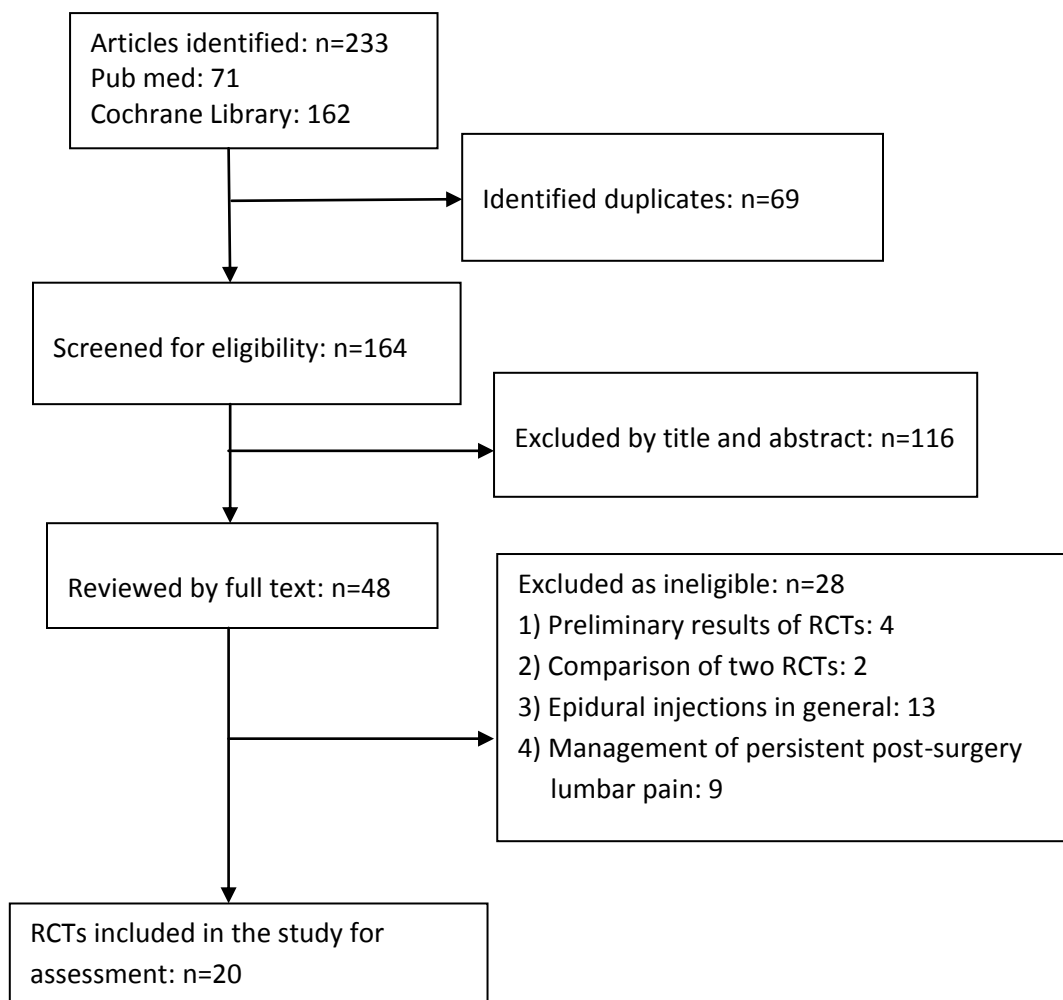 Articles identified: n=233
Pub med: 71
Cochrane Library: 162
Identified duplicates: n=69
Screened for eligibility: n=164
Excluded by title and abstract: n=116
Reviewed by full text: n=48
Excluded as ineligible: n=28
1) Preliminary results of RCTs: 4
2) Comparison of two RCTs: 2
3) Epidural injections in general: 13
4) Management of persistent post-surgery
lumbar pain: 9
RCTs included in the study for
assessment: n=20